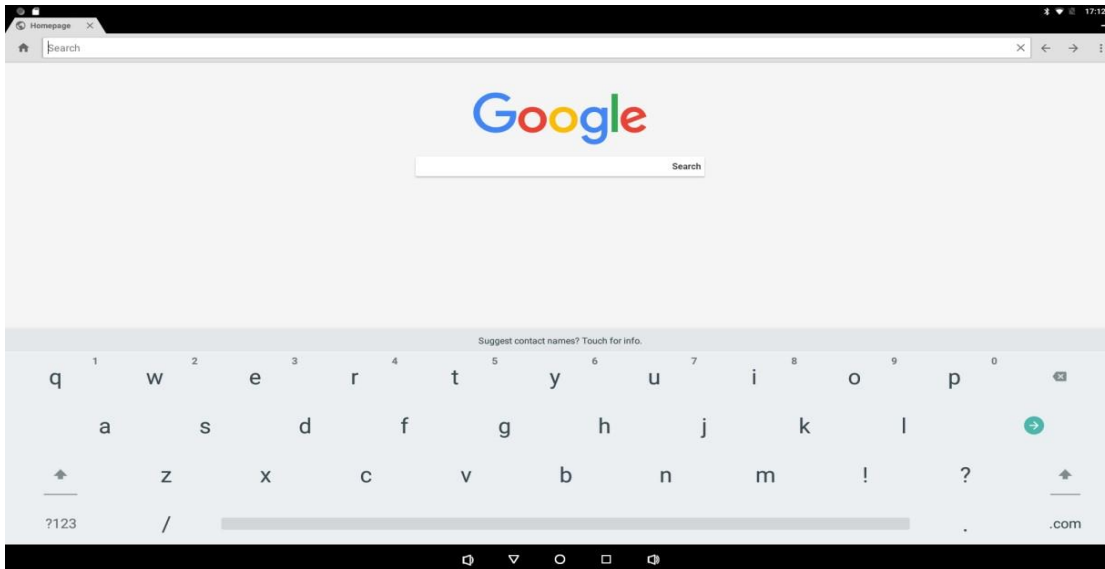 17:12
Homepage
Search
Google
Search
Suggest contact names? Touch for info.
1 2 3 4 5 6 7 8 9 0
q w e r t y u i o p
a s d f g h j k l
z x c v b n m ! ?
?123 / . .com